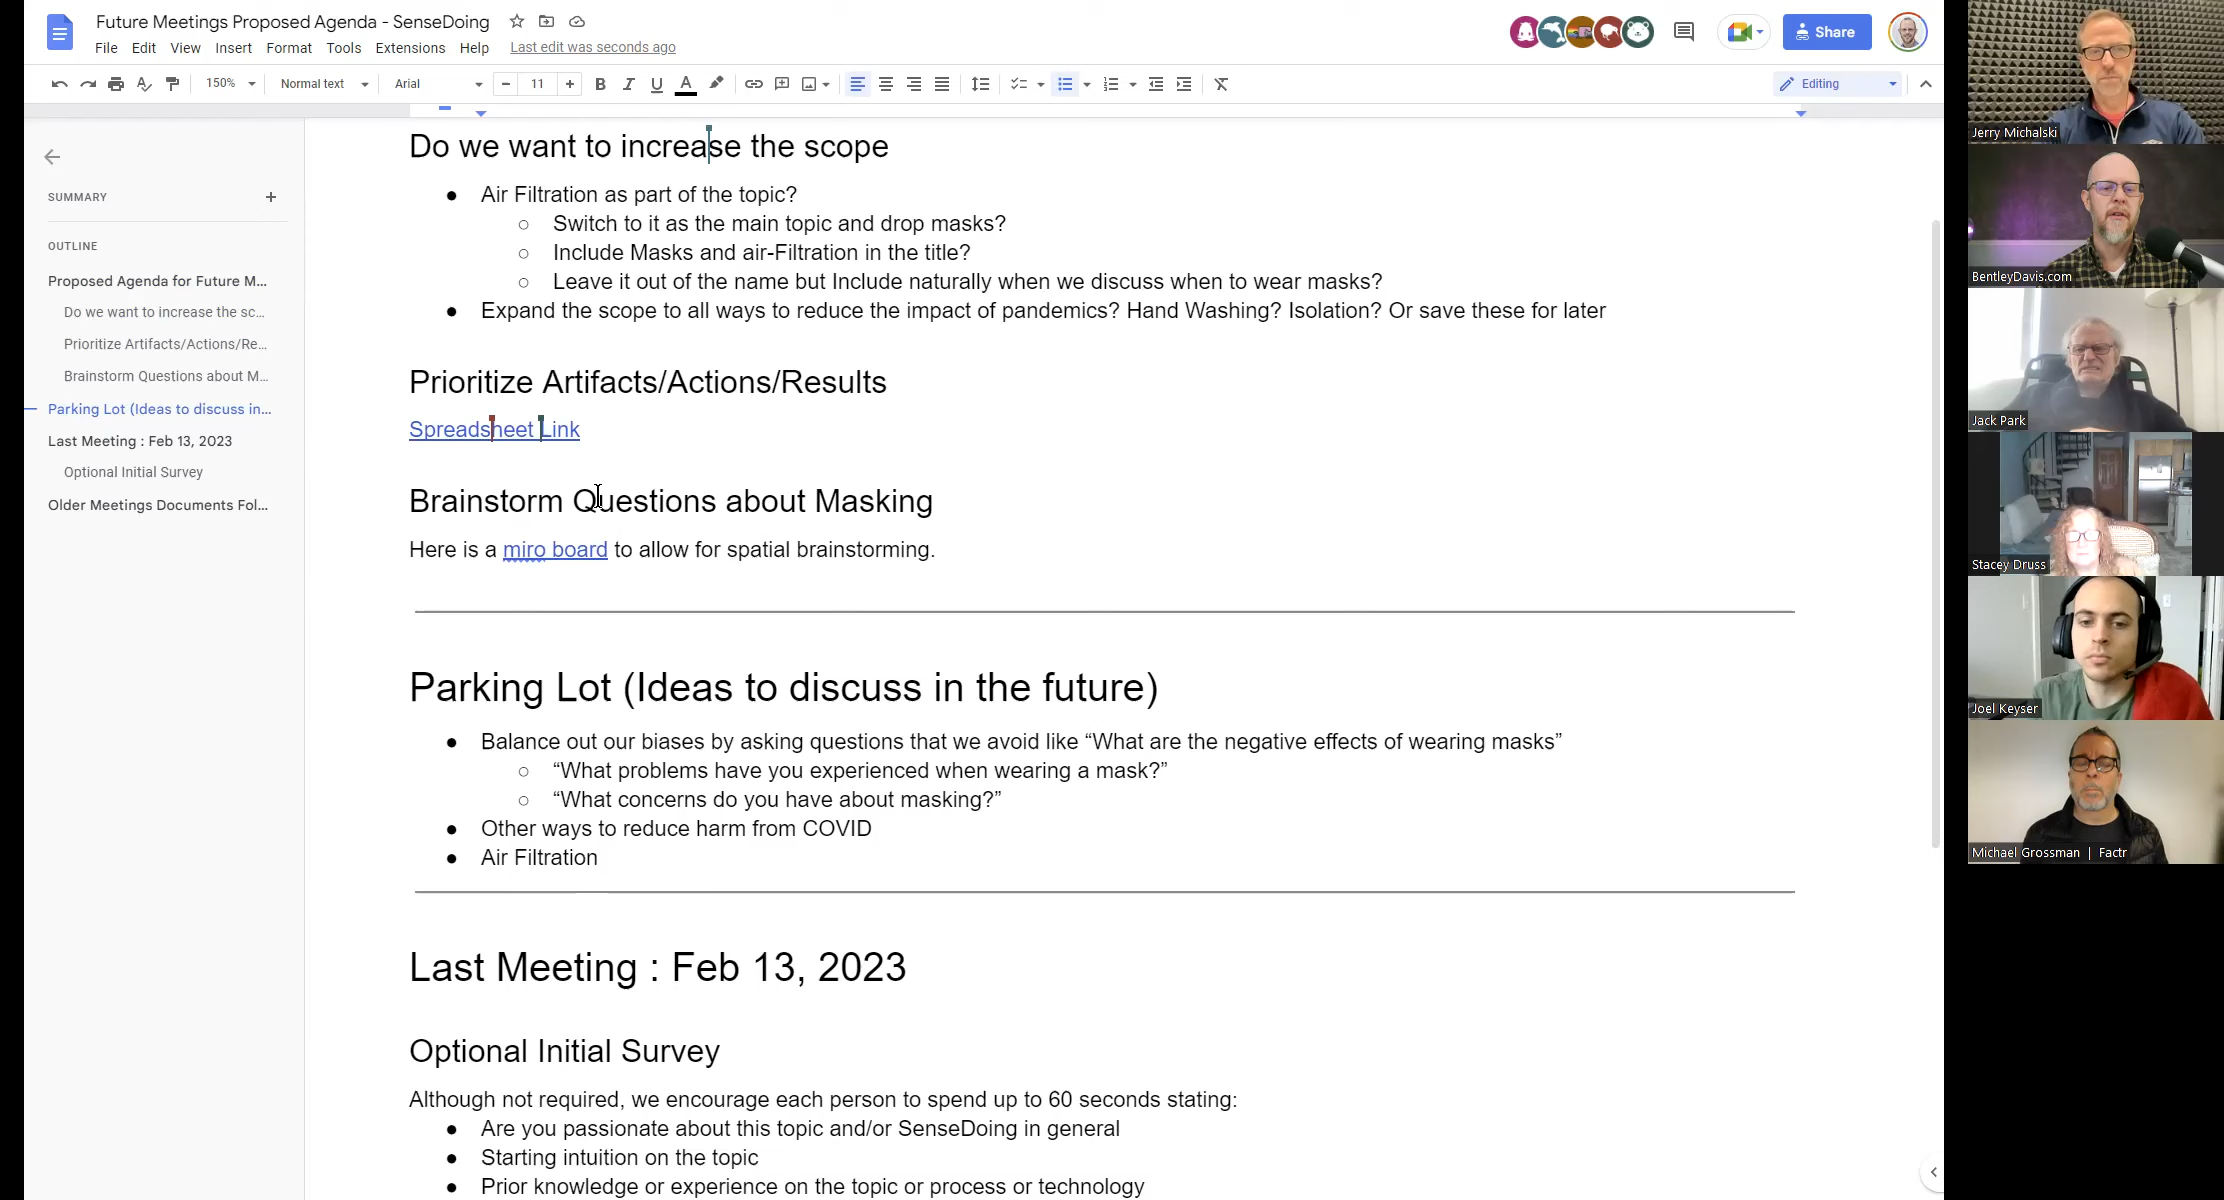 Future Meetings Proposed Agenda - SenseDoing
File Edit View Insert Format Tools Extensions Help Last edit was seconds ago
Share
150% Normal text Arial 11 Editing
SUMMARY
OUTLINE
Proposed Agenda for Future M...
Do we want to increase the sc...
Prioritize Artifacts/Actions/Re...
Brainstorm Questions about M...
Parking Lot (Ideas to discuss in...
Last Meeting : Feb 13, 2023
Optional Initial Survey
Older Meetings Documents Fol...
Do we want to increase the scope
Air Filtration as part of the topic?
Switch to it as the main topic and drop masks?
Include Masks and air-Filtration in the title?
Leave it out of the name but Include naturally when we discuss when to wear masks?
Expand the scope to all ways to reduce the impact of pandemics? Hand Washing? Isolation? Or save these for later
Prioritize Artifacts/Actions/Results
Spreadsheet Link
Brainstorm Questions about Masking
Here is a miro board to allow for spatial brainstorming.
Parking Lot (Ideas to discuss in the future)
Balance out our biases by asking questions that we avoid like “What are the negative effects of wearing masks”
“What problems have you experienced when wearing a mask?”
“What concerns do you have about masking?”
Other ways to reduce harm from COVID
Air Filtration
Last Meeting : Feb 13, 2023
Optional Initial Survey
Although not required, we encourage each person to spend up to 60 seconds stating:
Are you passionate about this topic and/or SenseDoing in general
Starting intuition on the topic
Prior knowledge or experience on the topic or process or technology
Jerry Michalski
BentleyDavis.com
Jack Park
Stacey Druss
Joel Keyser
Michael Grossman | Factr